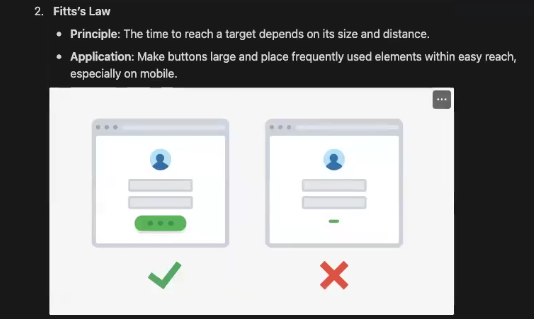 2. Fitts's Law
• Principle: The time to reach a target depends on its size and distance.
• Application: Make buttons large and place frequently used elements within easy reach,
especially on mobile.